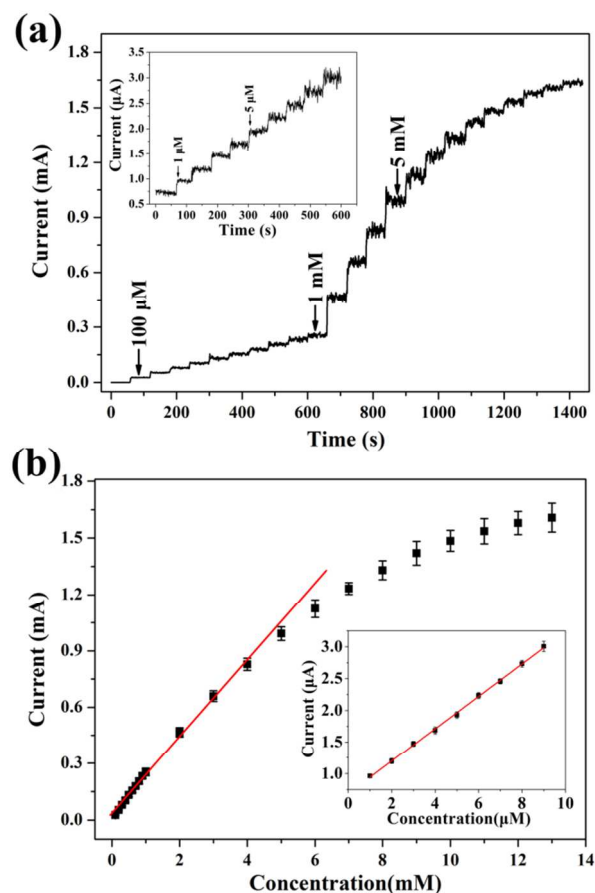 (a)
1.8
1.5
1.2
0.9
0.6
0.3
0.0
Current (mA)
0 200 400 600 800 1000 1200 1400
Time (s)
100 μM
1 mM
5 mM
3.5
3.0
2.5
2.0
1.5
1.0
0.5
Current (μA)
0 100 200 300 400 500 600
Time (s)
1 μM
5 μM
(b)
1.8
1.5
1.2
0.9
0.6
0.3
0.0
Current (mA)
0 2 4 6 8 10 12 14
Concentration(mM)
3.0
2.5
2.0
1.5
1.0
Current (μA)
0 2 4 6 8 10
Concentration(μM)